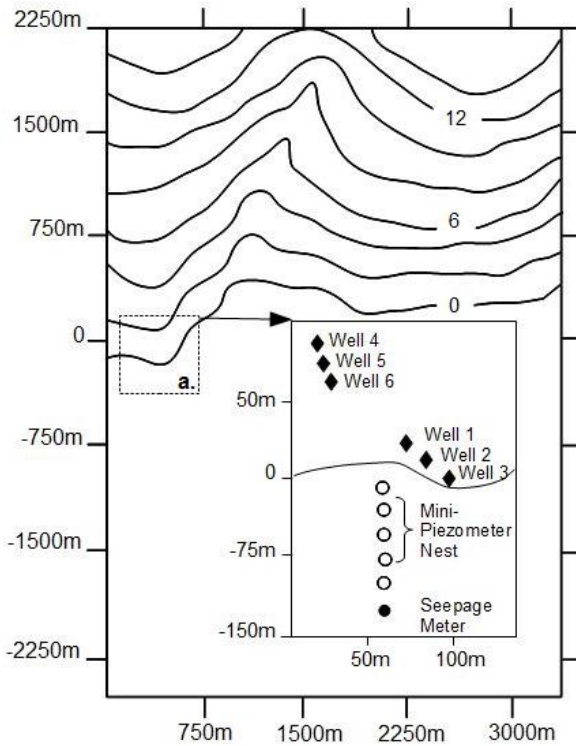 2250m
1500m
750m
0
-750m
-1500m
-2250m
12
6
0
a.
Well 4
Well 5
Well 6
50m
Well 1
Well 2
0
Well 3
Mini-
Piezometer
Nest
-75m
Seepage
Meter
-150m
50m
100m
750m
1500m
2250m
3000m